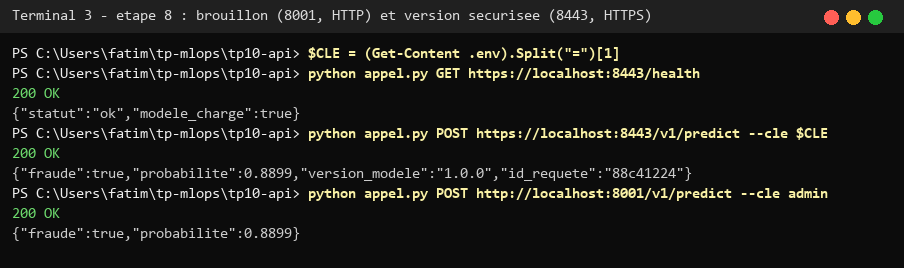 Terminal 3 - etape 8 : brouillon (8001, HTTP) et version securisee (8443, HTTPS)
PS C:\Users\fatim\tp-mlops\tp10-api> $CLE = (Get-Content .env).Split("=")[1]
PS C:\Users\fatim\tp-mlops\tp10-api> python appel.py GET https://localhost:8443/health
200 OK
{"statut":"ok","modele_charge":true}
PS C:\Users\fatim\tp-mlops\tp10-api> python appel.py POST https://localhost:8443/v1/predict --cle $CLE
200 OK
{"fraude":true,"probabilite":0.8899,"version_modele":"1.0.0","id_requete":"88c41224"}
PS C:\Users\fatim\tp-mlops\tp10-api> python appel.py POST http://localhost:8001/v1/predict --cle admin
200 OK
{"fraude":true,"probabilite":0.8899}